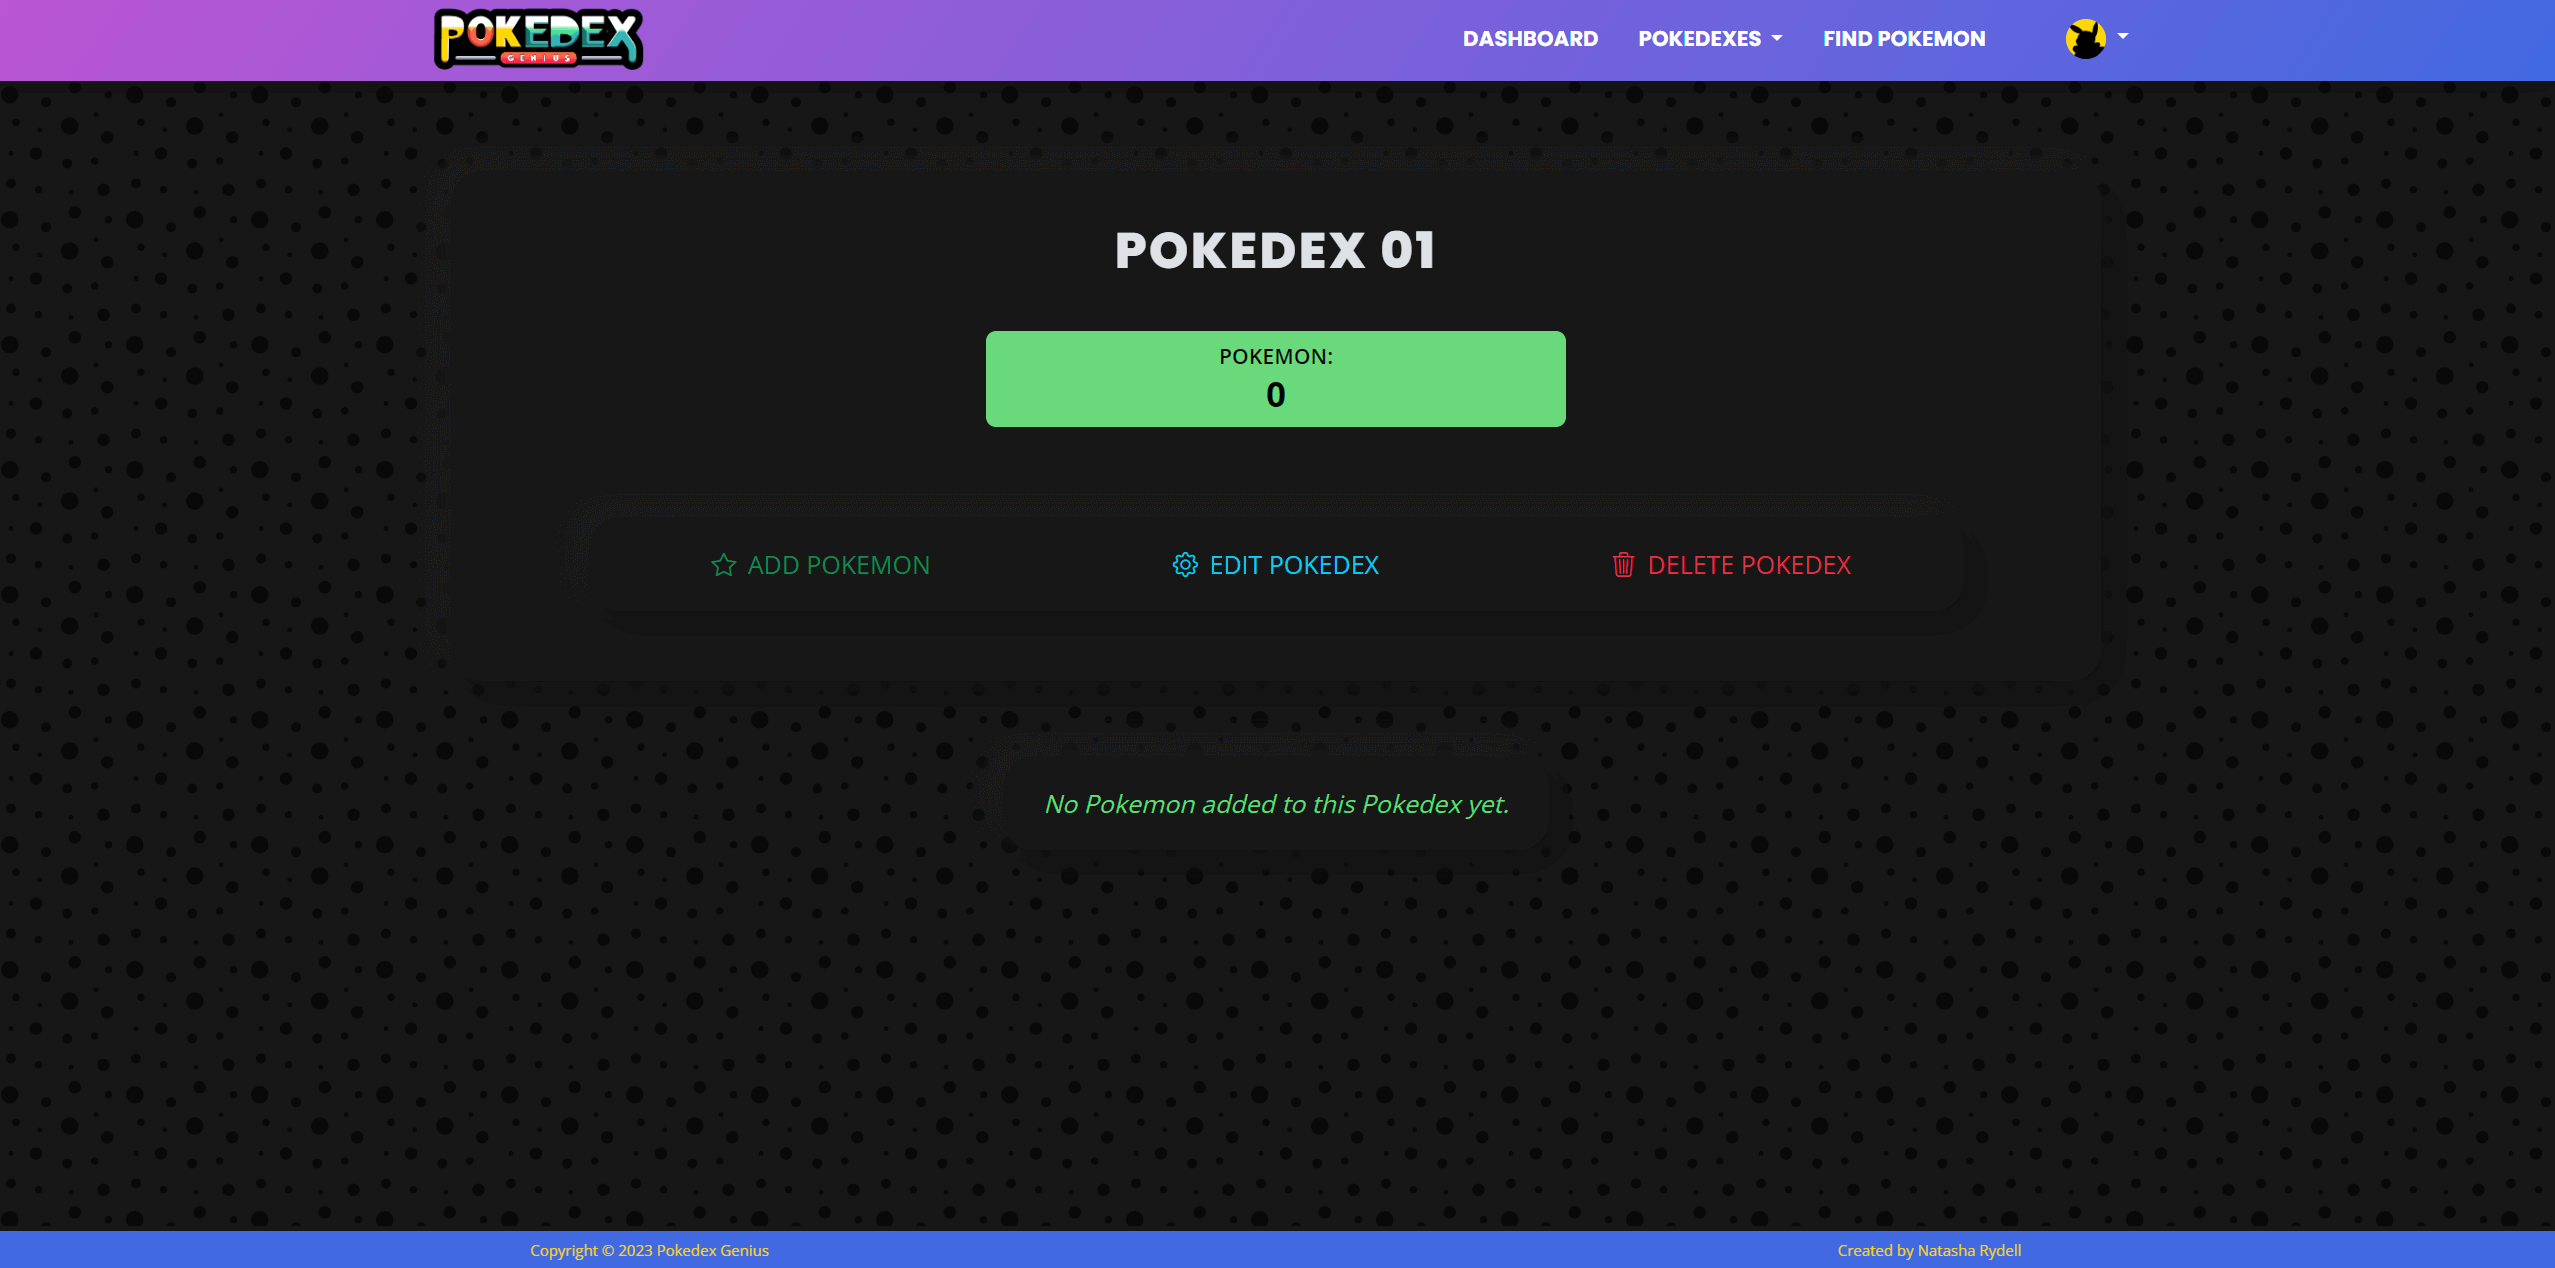 POKEDEX
GENIUS
DASHBOARD
POKEDEXES
FIND POKEMON
POKEDEX 01
POKEMON:
0
ADD POKEMON
EDIT POKEDEX
DELETE POKEDEX
No Pokemon added to this Pokedex yet.
Copyright © 2023 Pokedex Genius
Created by Natasha Rydell